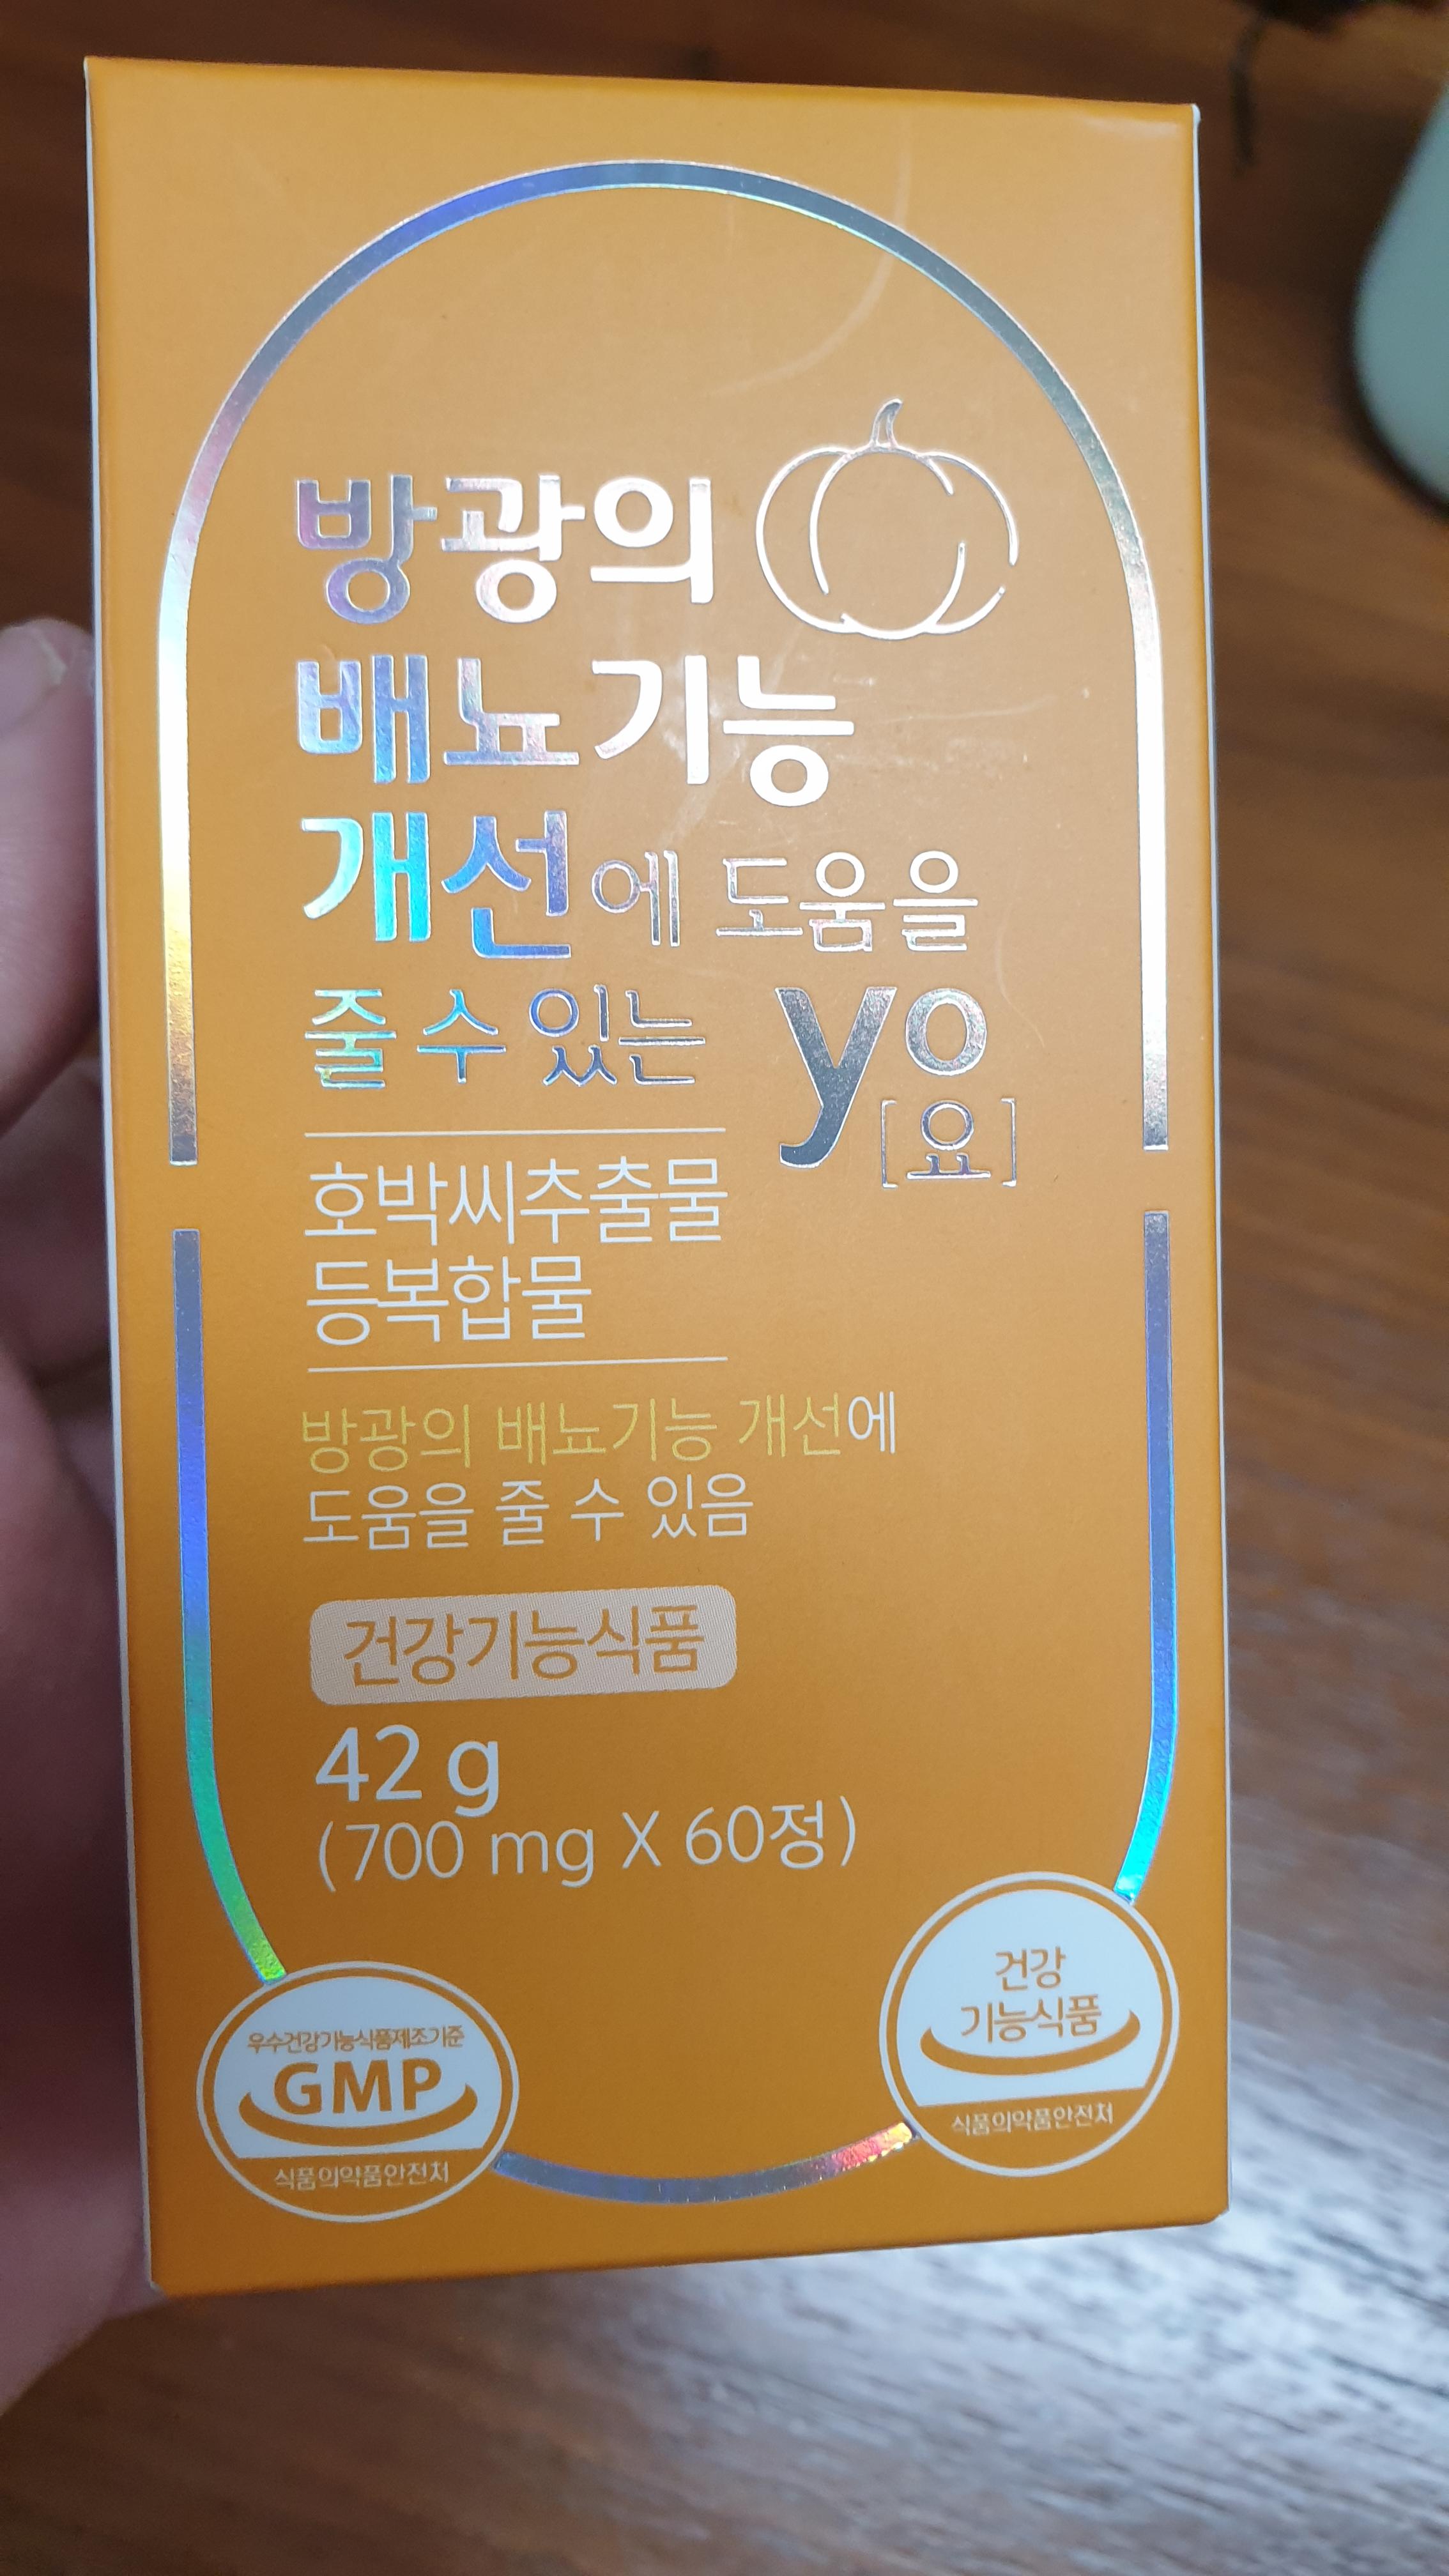 방광의
배뇨기능
개선에 도움을
줄 수 있는 yo
[요]
호박씨추출물
등복합물
방광의 배뇨기능 개선에
도움을 줄 수 있음
건강기능식품
42 g
(700 mg X 60정)
우수건강기능식품제조기준
GMP
식품의약품안전처
건강
기능식품
식품의약품안전처